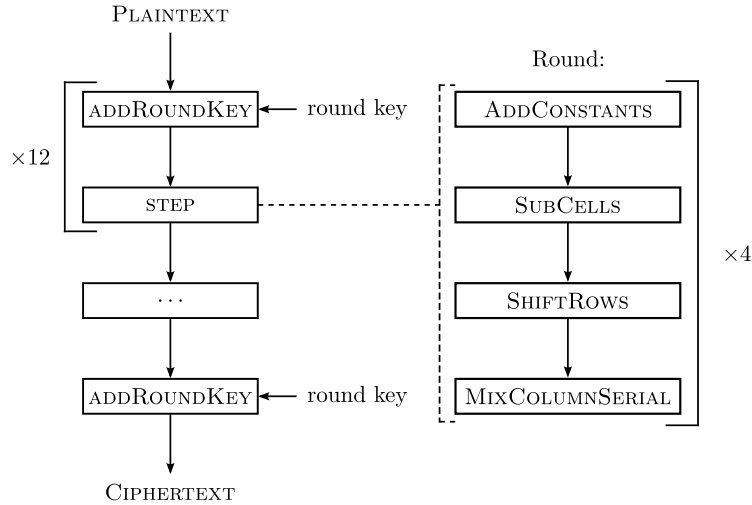 PLAINTEXT
ADDROUNDKEY
round key
×12
STEP
...
ADDROUNDKEY
round key
CIPHERTEXT
Round:
ADDCONSTANTS
SUBCELLS
SHIFTROWS
MIXCOLUMNSERIAL
×4